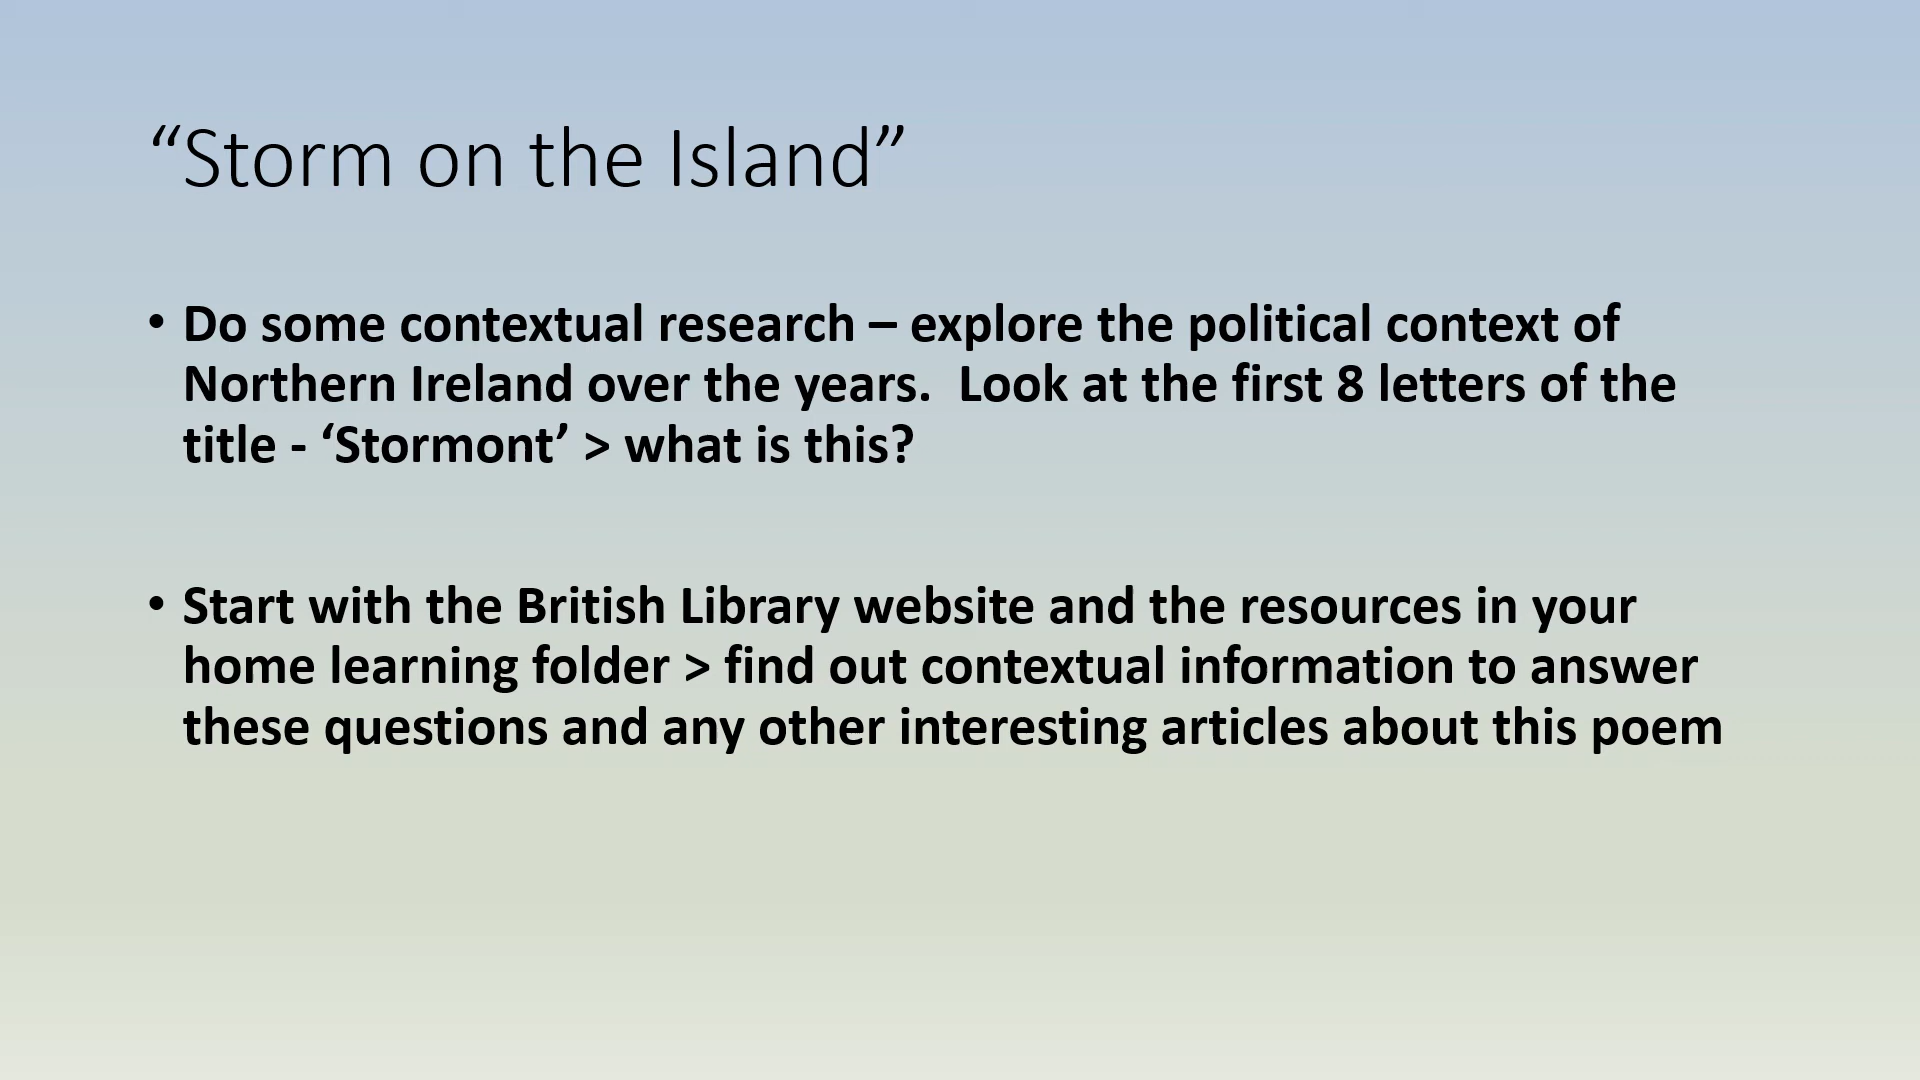 “Storm on the Island”
• Do some contextual research – explore the political context of
Northern Ireland over the years.  Look at the first 8 letters of the
title - ‘Stormont’ > what is this?
• Start with the British Library website and the resources in your
home learning folder > find out contextual information to answer
these questions and any other interesting articles about this poem